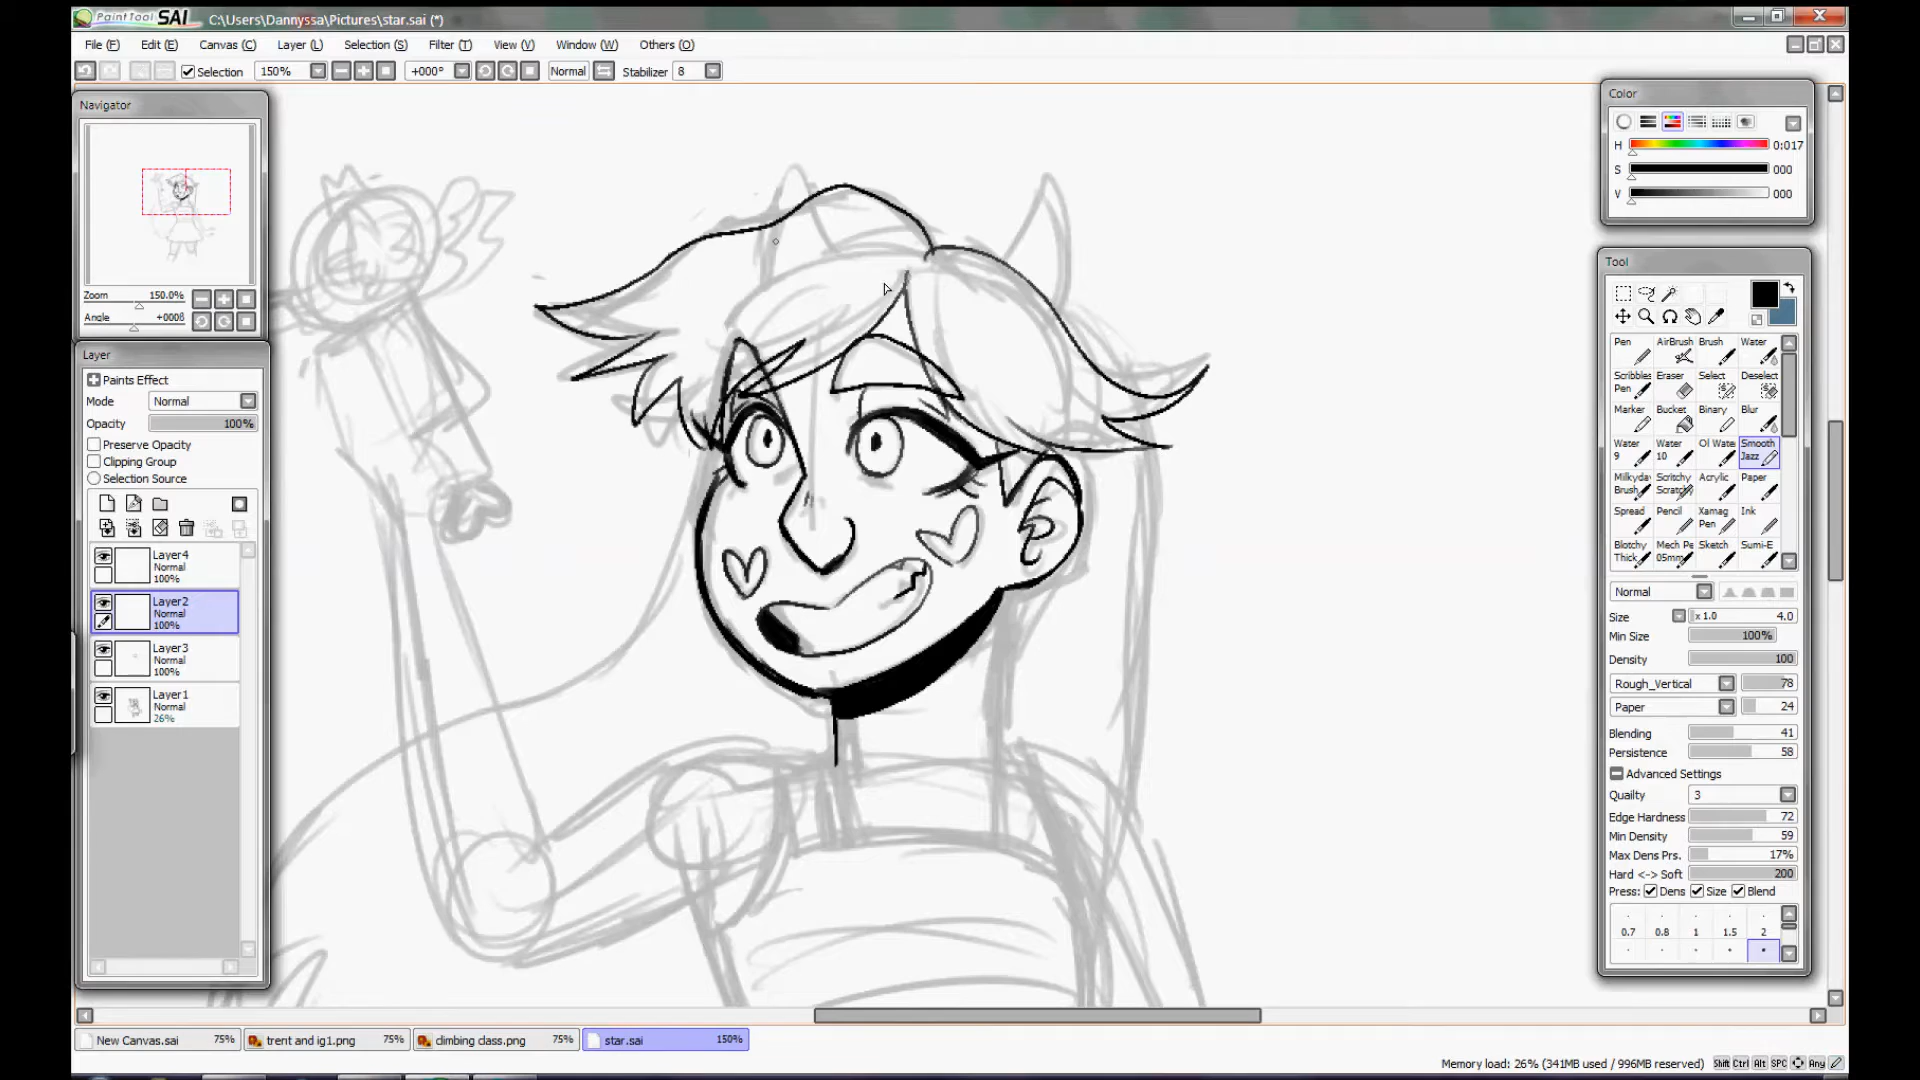 PaintTool SAI C:\Users\Dannyssa\Pictures\star.sai (*)
File (F) Edit (E) Canvas (C) Layer (L) Selection (S) Filter (T) View (V) Window (W) Others (O)
Selection 150% +000° Normal Stabilizer 8
Navigator
Zoom 150.0%
Angle +000ß
Layer
Paints Effect
Mode Normal
Opacity 100%
Preserve Opacity
Clipping Group
Selection Source
Layer4
Normal
100%
Layer2
Normal
100%
Layer3
Normal
100%
Layer1
Normal
26%
Color
H 0:017
S 000
V 000
Tool
Pen AirBrush Brush Water
Scribbles Pen Eraser Select Deselect
Marker Bucket Binary Blur
Water 9 Water 10 Ol Wate Smooth Jazz
Milkyda Brush Scritchy Scratch Acrylic Paper
Spread Pencil Xamag Pen Ink
Blotchy Thick Mech Pe 05mm Sketch Sumi-E
Normal
Size x 1.0 4.0
Min Size 100%
Density 100
Rough_Vertical 78
Paper 24
Blending 41
Persistence 58
Advanced Settings
Quailty 3
Edge Hardness 72
Min Density 59
Max Dens Prs. 17%
Hard <-> Soft 200
Press: Dens Size Blend
0.7 0.8 1 1.5 2
New Canvas.sai 75% trent and ig1.png 75% climbing class.png 75% star.sai 150%
Memory load: 26% (341MB used / 996MB reserved) Shift Ctrl Alt SPC Any